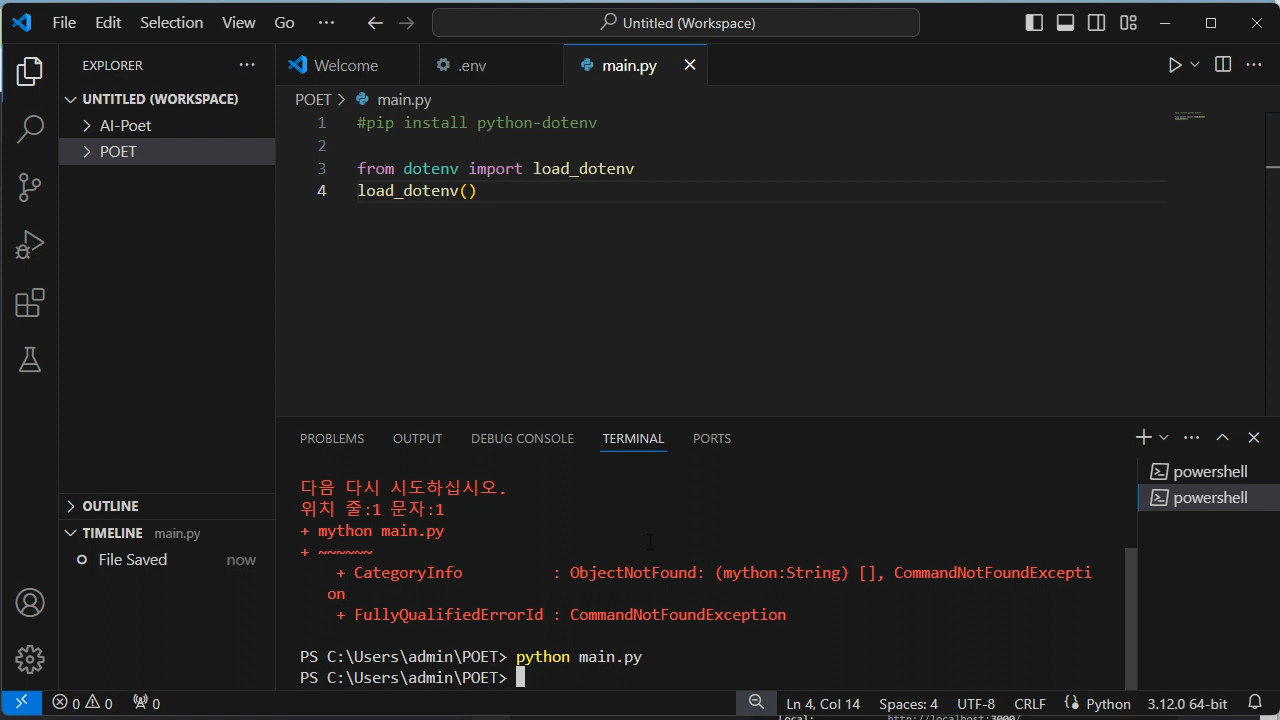 File Edit Selection View Go ··· Untitled (Workspace)
EXPLORER ···
Welcome .env main.py
UNTITLED (WORKSPACE)
AI-Poet
POET
POET > main.py
1 #pip install python-dotenv
2
3 from dotenv import load_dotenv
4 load_dotenv()
PROBLEMS OUTPUT DEBUG CONSOLE TERMINAL PORTS
다음 다시 시도하십시오.
위치 줄:1 문자:1
+ mython main.py
+ ~~~~~~
+ CategoryInfo : ObjectNotFound: (mython:String) [], CommandNotFoundExcepti
on
+ FullyQualifiedErrorId : CommandNotFoundException
PS C:\Users\admin\POET> python main.py
PS C:\Users\admin\POET>
powershell
powershell
OUTLINE
TIMELINE main.py
File Saved now
0 0 0 Ln 4, Col 14 Spaces: 4 UTF-8 CRLF Python 3.12.0 64-bit